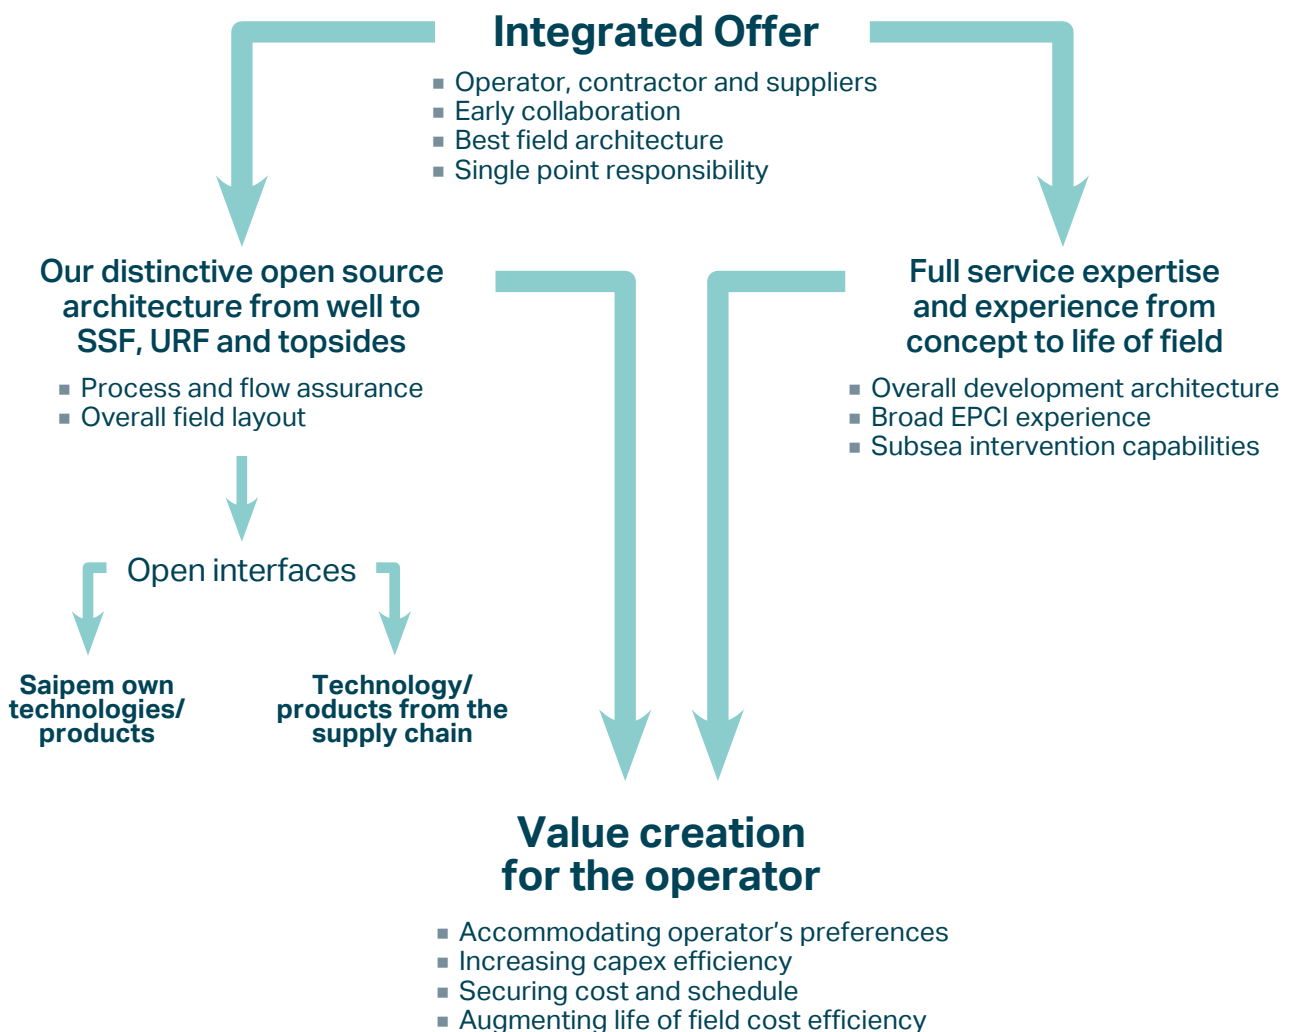 Integrated Offer
▪ Operator, contractor and suppliers
▪ Early collaboration
▪ Best field architecture
▪ Single point responsibility
Our distinctive open source
architecture from well to
SSF, URF and topsides
▪ Process and flow assurance
▪ Overall field layout
Full service expertise
and experience from
concept to life of field
▪ Overall development architecture
▪ Broad EPCI experience
▪ Subsea intervention capabilities
Open interfaces
Saipem own
technologies/
products
Technology/
products from the
supply chain
Value creation
for the operator
▪ Accommodating operator’s preferences
▪ Increasing capex efficiency
▪ Securing cost and schedule
▪ Augmenting life of field cost efficiency